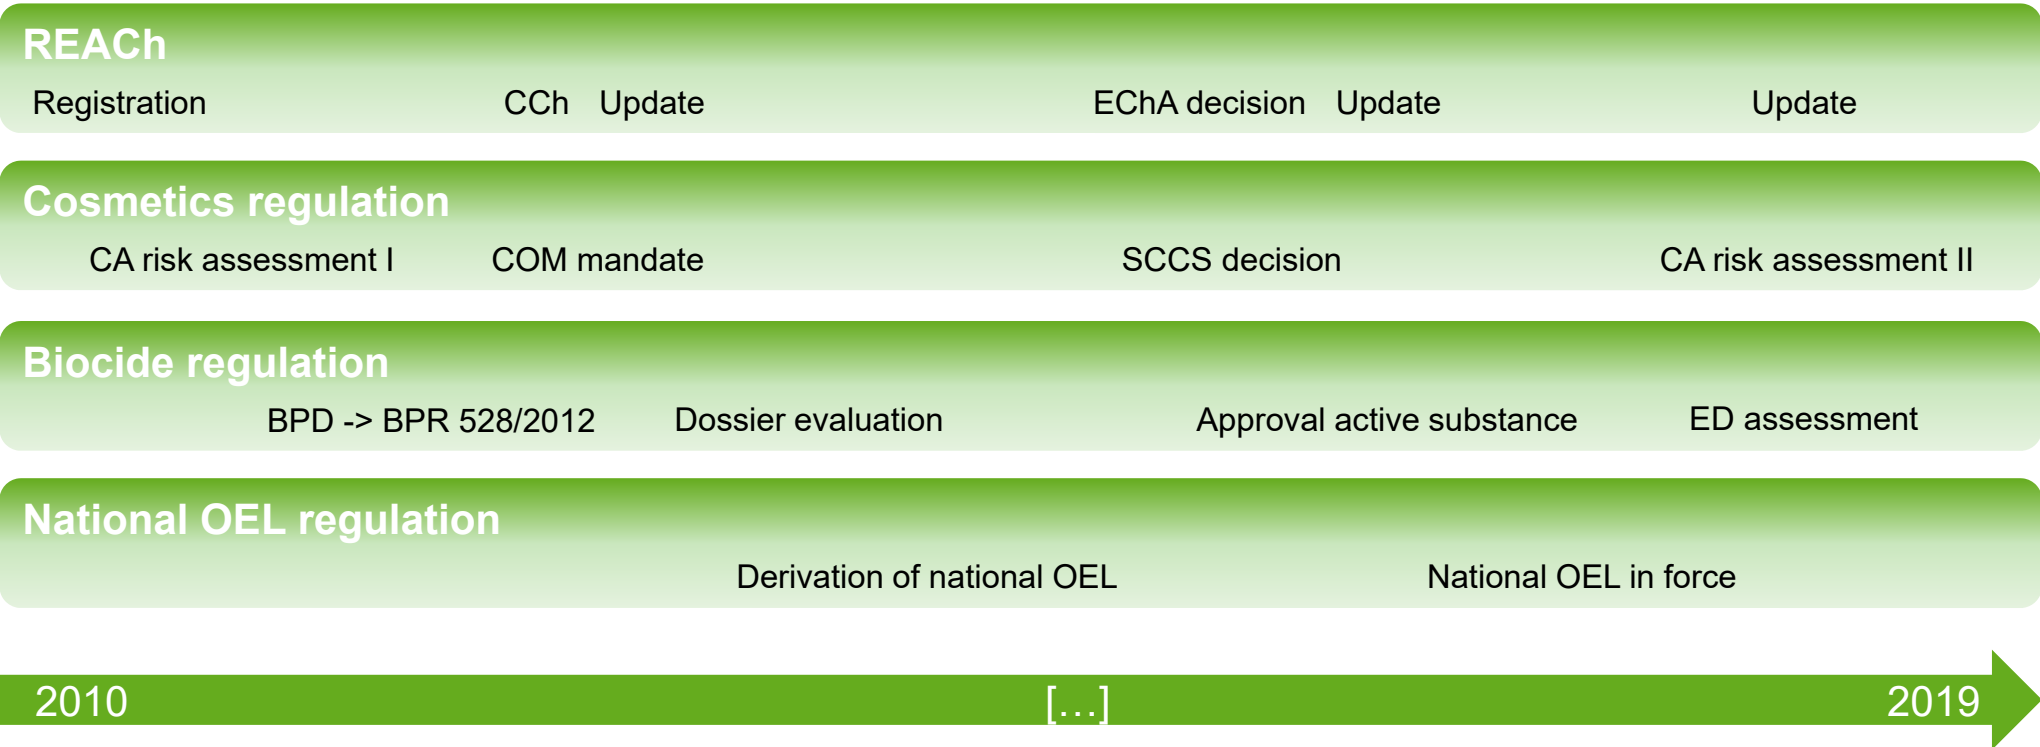 REACh
Registration CCh Update EChA decision Update Update
Cosmetics regulation
CA risk assessment I COM mandate SCCS decision CA risk assessment II
Biocide regulation
BPD -> BPR 528/2012 Dossier evaluation Approval active substance ED assessment
National OEL regulation
Derivation of national OEL National OEL in force
2010 […] 2019